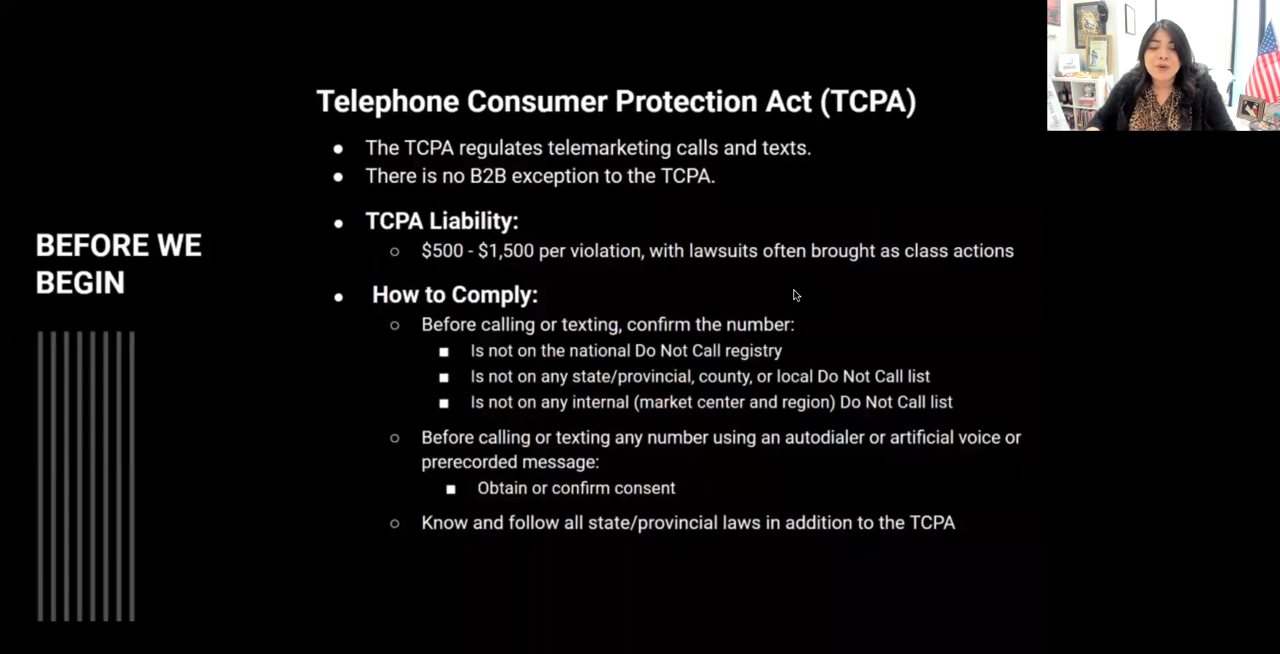 Telephone Consumer Protection Act (TCPA)
● The TCPA regulates telemarketing calls and texts.
● There is no B2B exception to the TCPA.
● TCPA Liability:
○ $500 - $1,500 per violation, with lawsuits often brought as class actions
● How to Comply:
○ Before calling or texting, confirm the number:
■ Is not on the national Do Not Call registry
■ Is not on any state/provincial, county, or local Do Not Call list
■ Is not on any internal (market center and region) Do Not Call list
○ Before calling or texting any number using an autodialer or artificial voice or
prerecorded message:
■ Obtain or confirm consent
○ Know and follow all state/provincial laws in addition to the TCPA
BEFORE WE
BEGIN